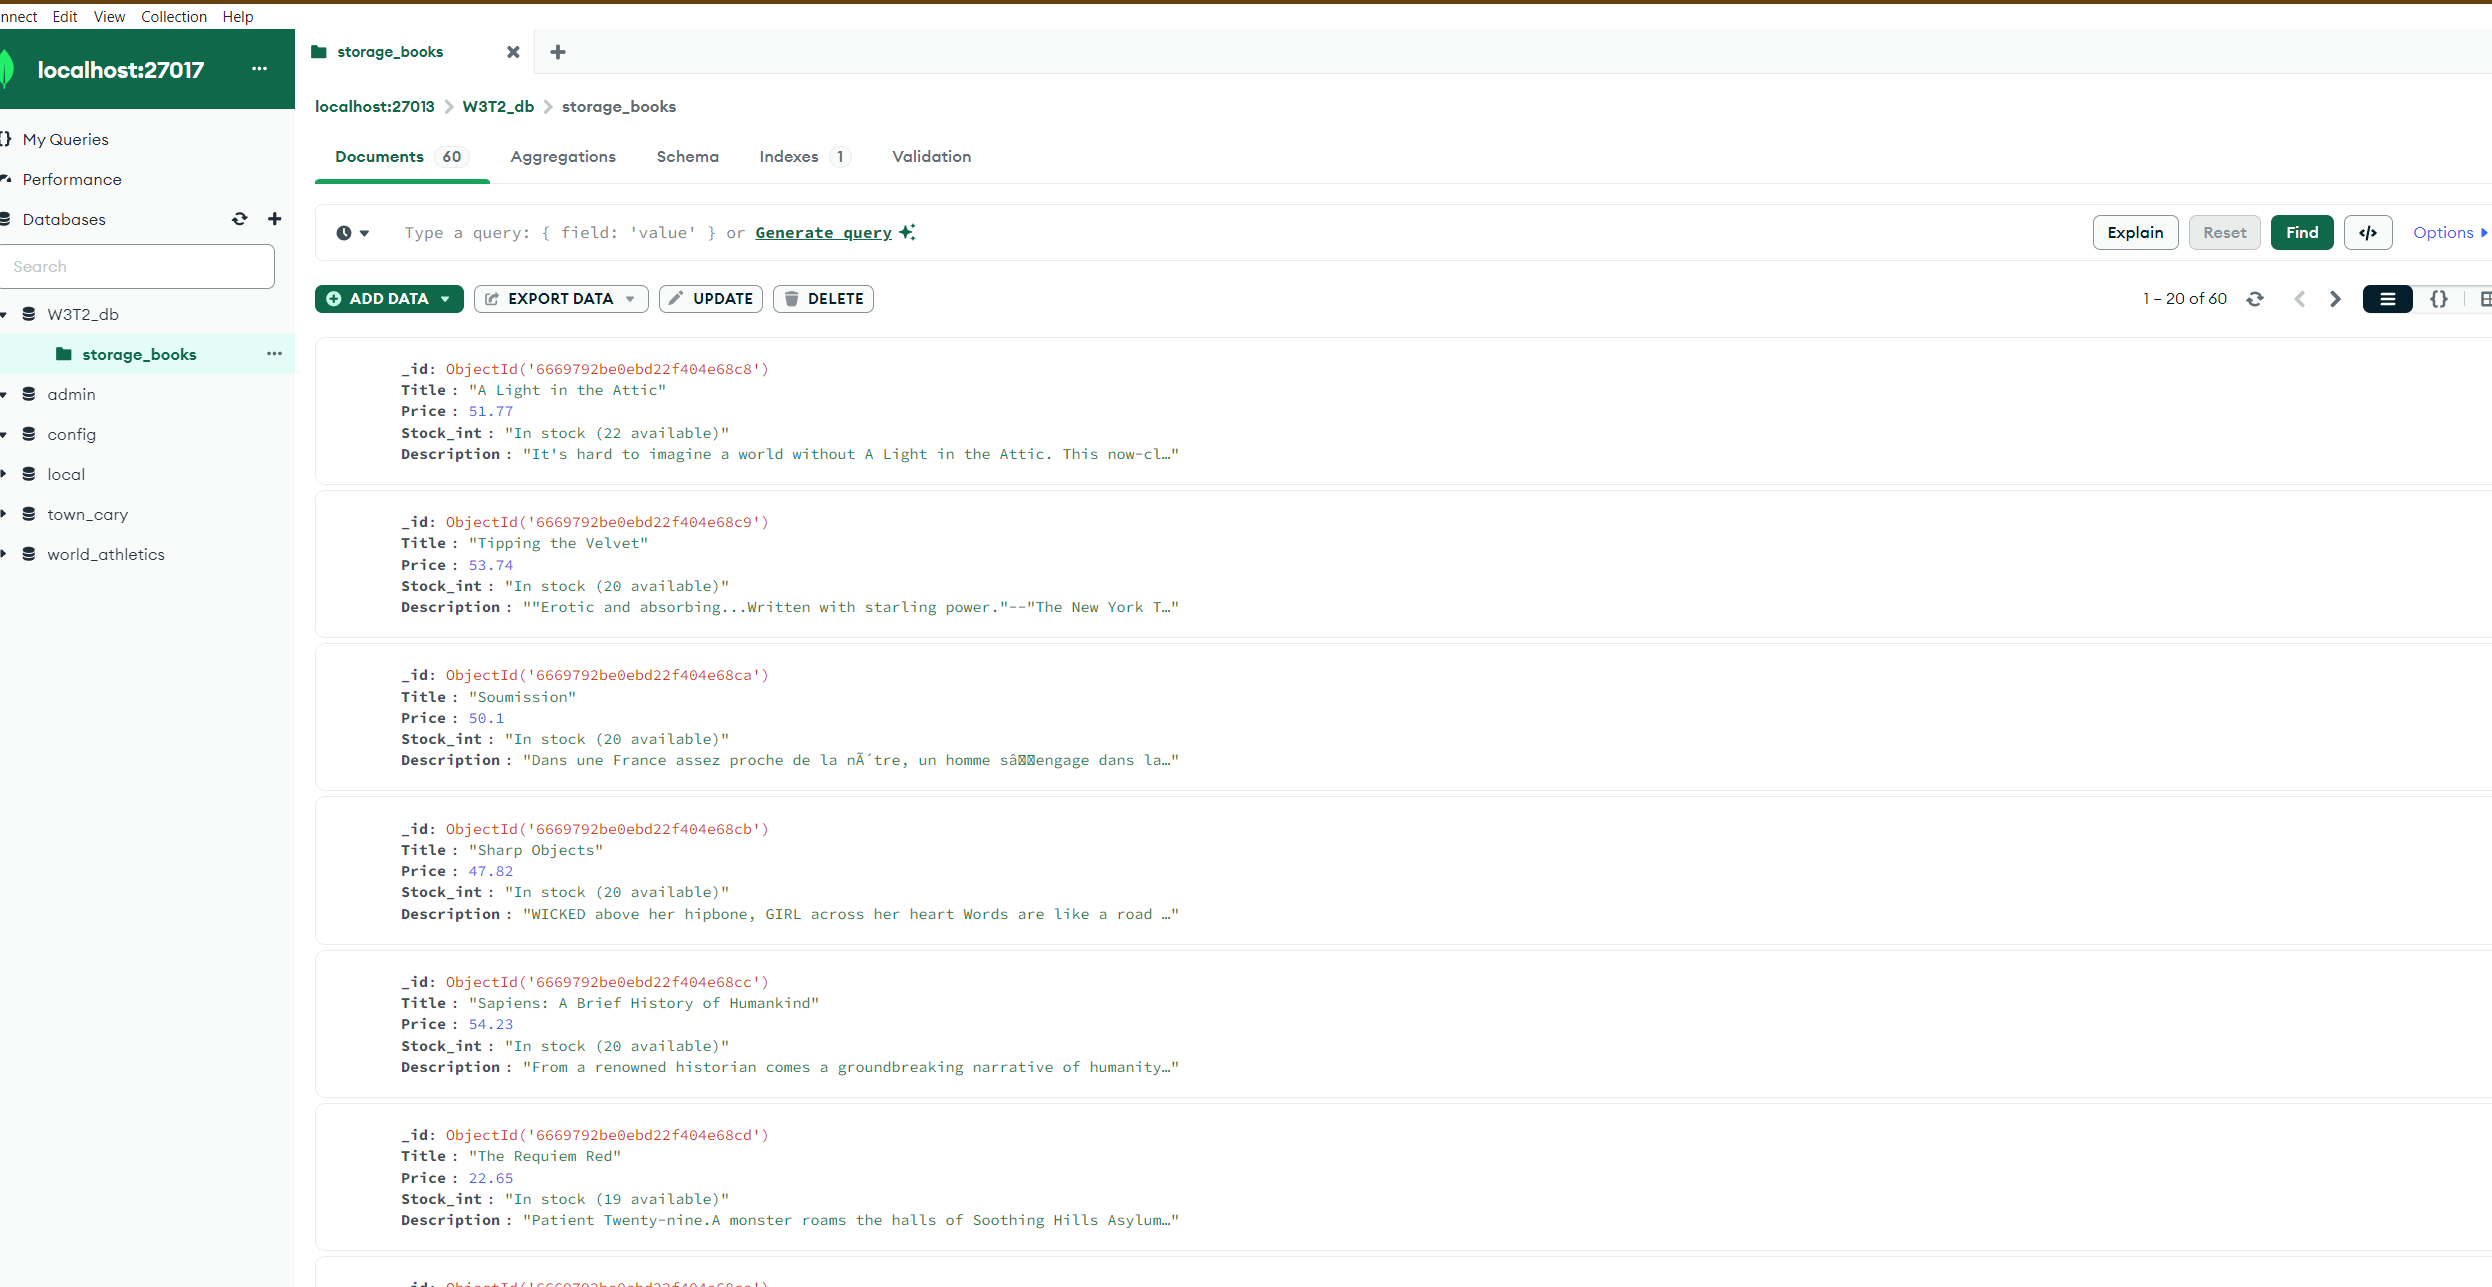 nnect Edit View Collection Help
localhost:27017 ...
storage_books
localhost:27013 > W3T2_db > storage_books
My Queries
Performance
Databases
Search
W3T2_db
storage_books ...
admin
config
local
town_cary
world_athletics
Documents 60 Aggregations Schema Indexes 1 Validation
Type a query: { field: 'value' } or Generate query
Explain Reset Find </> Options
ADD DATA EXPORT DATA UPDATE DELETE
1 – 20 of 60 {}
_id: ObjectId('6669792be0ebd22f404e68c8')
Title : "A Light in the Attic"
Price : 51.77
Stock_int : "In stock (22 available)"
Description : "It's hard to imagine a world without A Light in the Attic. This now-cl…"
_id: ObjectId('6669792be0ebd22f404e68c9')
Title : "Tipping the Velvet"
Price : 53.74
Stock_int : "In stock (20 available)"
Description : ""Erotic and absorbing...Written with starling power."--"The New York T…"
_id: ObjectId('6669792be0ebd22f404e68ca')
Title : "Soumission"
Price : 50.1
Stock_int : "In stock (20 available)"
Description : "Dans une France assez proche de la nÃ´tre, un homme sâengage dans la…"
_id: ObjectId('6669792be0ebd22f404e68cb')
Title : "Sharp Objects"
Price : 47.82
Stock_int : "In stock (20 available)"
Description : "WICKED above her hipbone, GIRL across her heart Words are like a road …"
_id: ObjectId('6669792be0ebd22f404e68cc')
Title : "Sapiens: A Brief History of Humankind"
Price : 54.23
Stock_int : "In stock (20 available)"
Description : "From a renowned historian comes a groundbreaking narrative of humanity…"
_id: ObjectId('6669792be0ebd22f404e68cd')
Title : "The Requiem Red"
Price : 22.65
Stock_int : "In stock (19 available)"
Description : "Patient Twenty-nine.A monster roams the halls of Soothing Hills Asylum…"